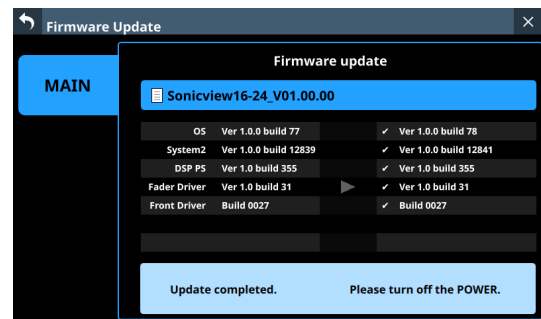 Firmware Update
MAIN
Firmware update
Sonicview16-24_V01.00.00
OS Ver 1.0.0 build 77 ✔ Ver 1.0.0 build 78
System2 Ver 1.0.0 build 12839 ✔ Ver 1.0.0 build 12841
DSP PS Ver 1.0 build 355 ✔ Ver 1.0 build 355
Fader Driver Ver 1.0 build 31 ✔ Ver 1.0 build 31
Front Driver Build 0027 ✔ Build 0027
Update completed. Please turn off the POWER.